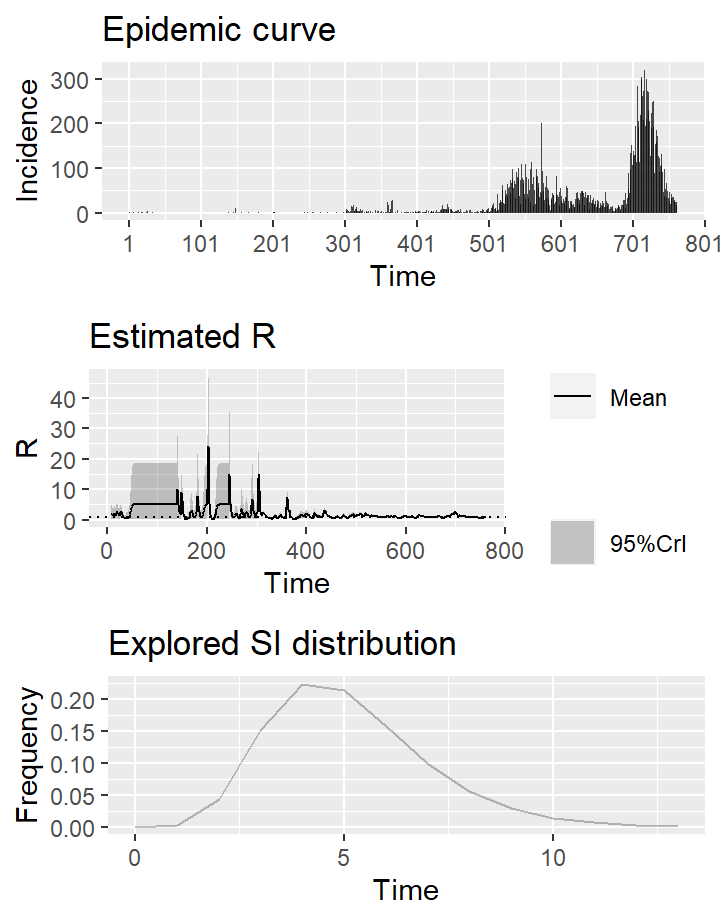 Epidemic curve
300
200
100
0
Incidence
1 101 201 301 401 501 601 701 801
Time
Estimated R
40
30
20
10
0
R
0 200 400 600 800
Time
Mean
95%CrI
Explored SI distribution
0.20
0.15
0.10
0.05
0.00
Frequency
0 5 10
Time